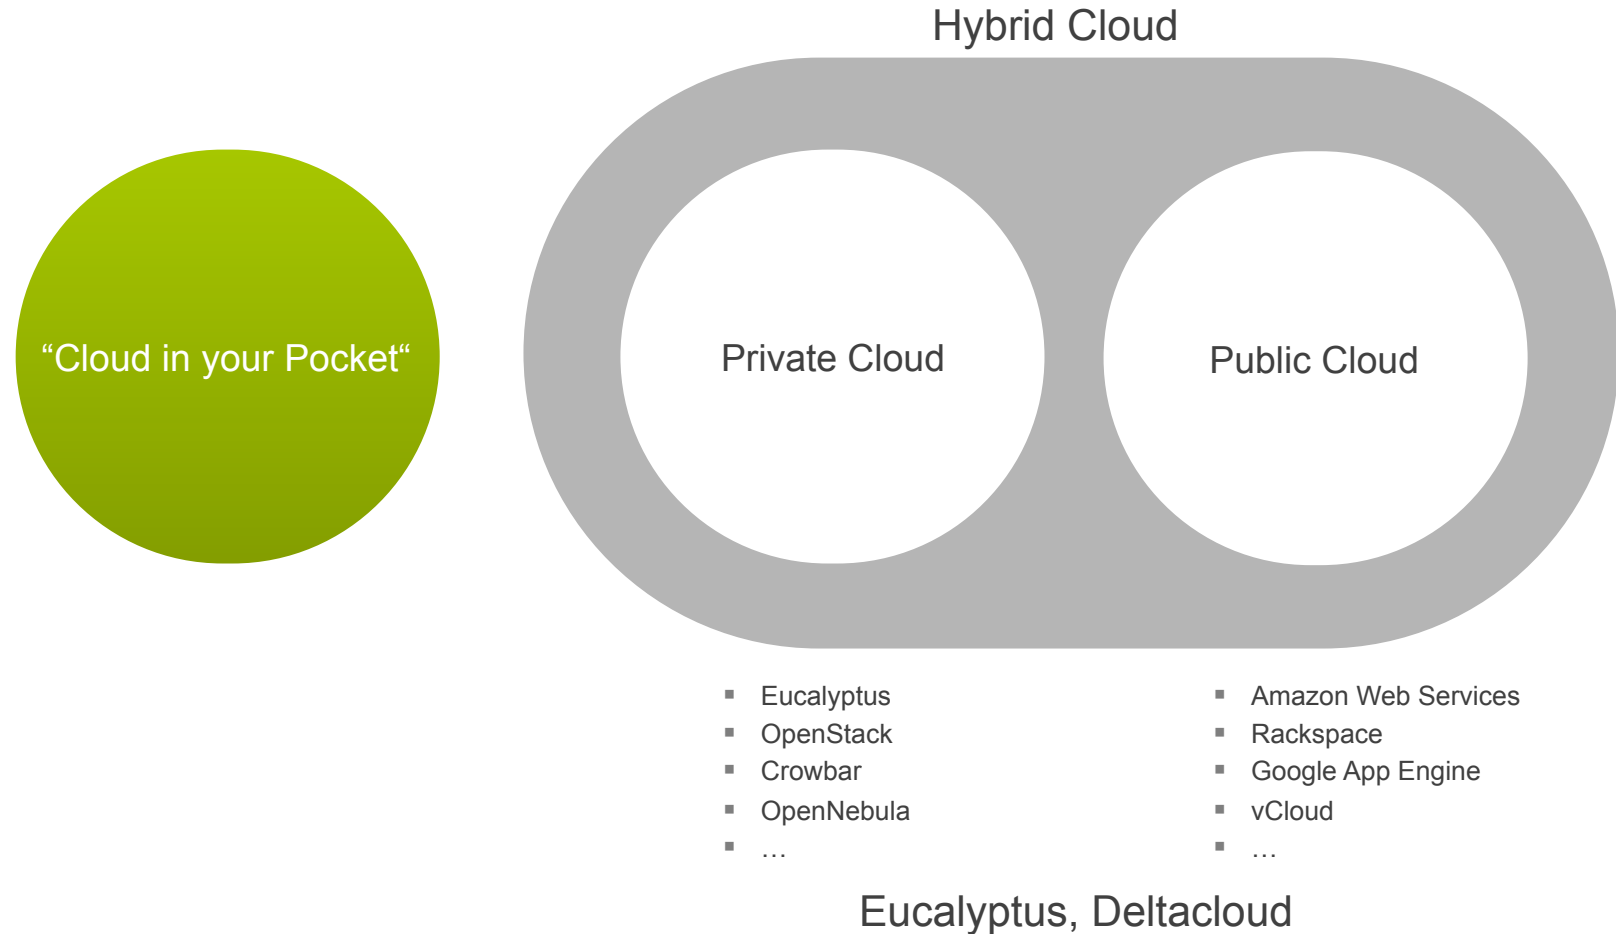 Hybrid Cloud
“Cloud in your Pocket“
Private Cloud
Public Cloud
▪ Eucalyptus
▪ OpenStack
▪ Crowbar
▪ OpenNebula
▪ …
▪ Amazon Web Services
▪ Rackspace
▪ Google App Engine
▪ vCloud
▪ …
Eucalyptus, Deltacloud